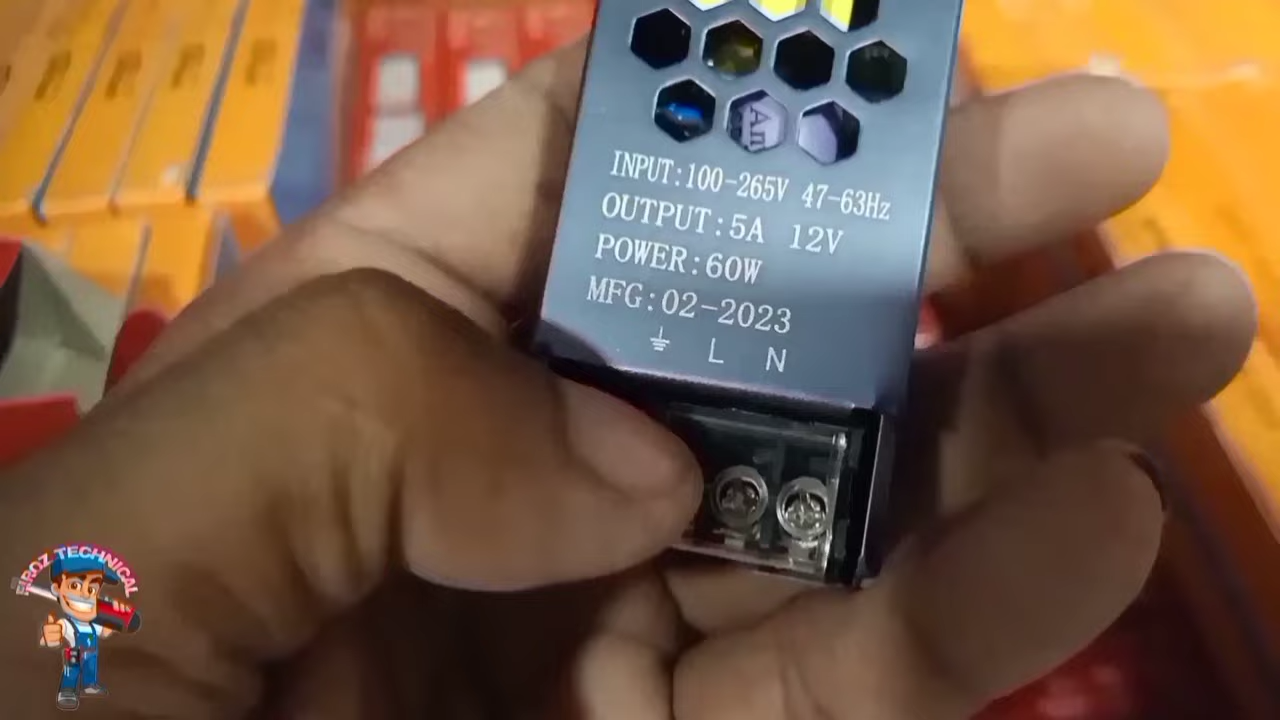 INPUT:100-265V 47-63Hz
OUTPUT:5A 12V
POWER:60W
MFG:02-2023
L N
FIROZ TECHNICAL